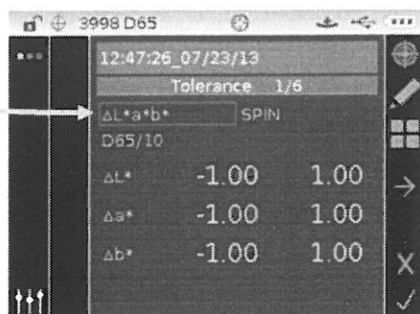 3998 D65
12:47:26_07/23/13
Tolerance 1/6
ΔL*a*b* SPIN
D65/10
ΔL* -1.00 1.00
Δa* -1.00 1.00
Δb* -1.00 1.00